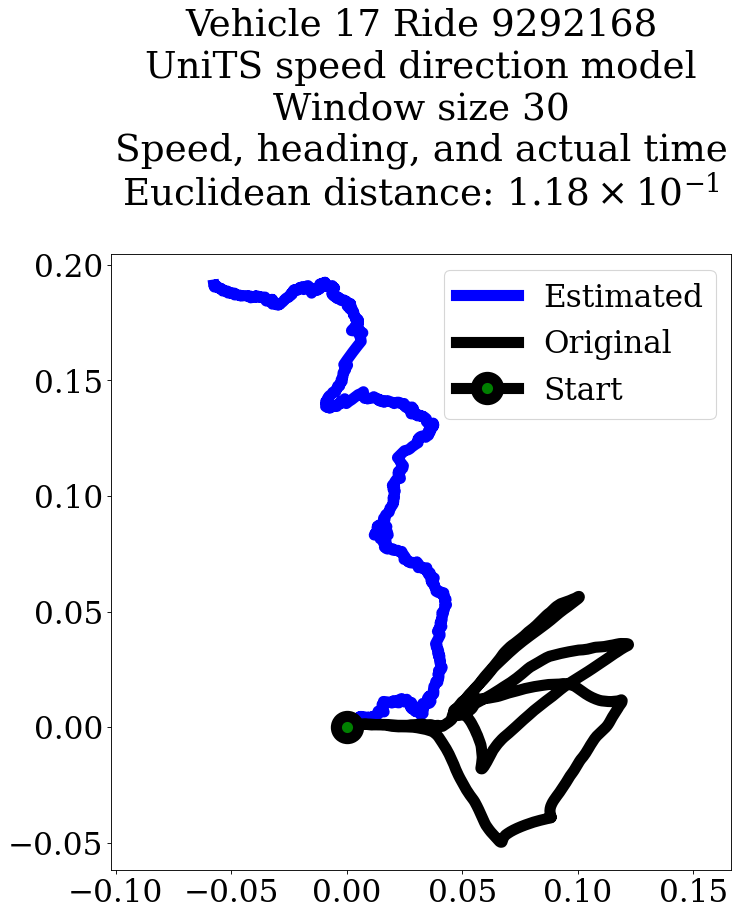 Vehicle 17 Ride 9292168
UniTS speed direction model
Window size 30
Speed, heading, and actual time
Euclidean distance: 1.18 × 10⁻¹
Estimated
Original
Start
0.20
0.15
0.10
0.05
0.00
−0.05
−0.10 −0.05 0.00 0.05 0.10 0.15